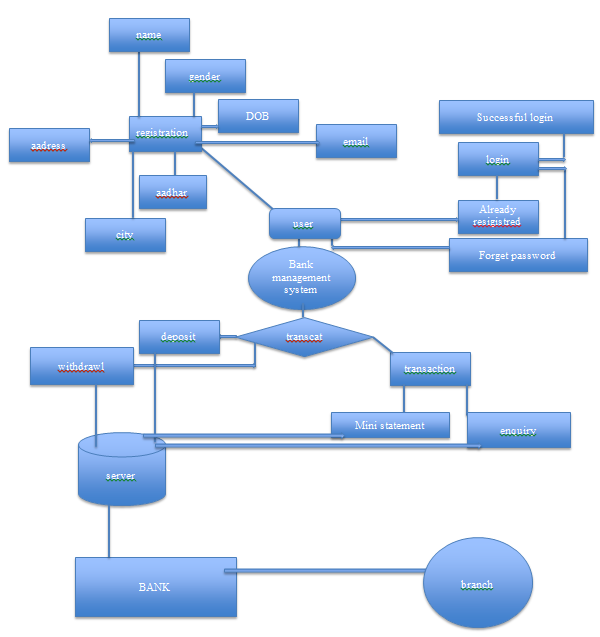 name
gender
DOB
Successful login
registration
email
aadress
login
aadhar
Already
resigistred
user
city
Forget password
Bank
management
system
deposit
transcat
withdrawl
transaction
Mini statement
enquiry
server
BANK
branch